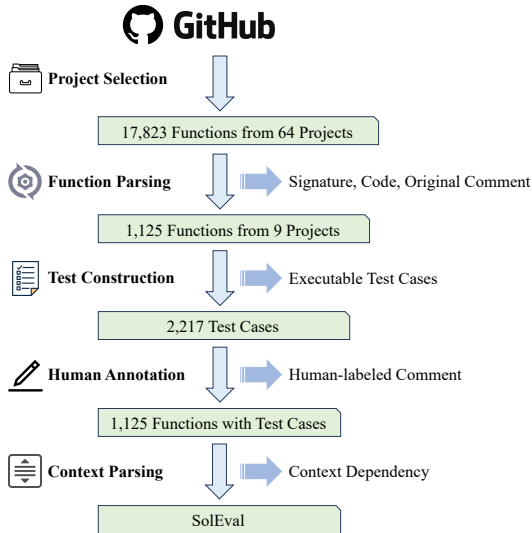 GitHub
Project Selection
17,823 Functions from 64 Projects
Function Parsing
Signature, Code, Original Comment
1,125 Functions from 9 Projects
Test Construction
Executable Test Cases
2,217 Test Cases
Human Annotation
Human-labeled Comment
1,125 Functions with Test Cases
Context Parsing
Context Dependency
SolEval